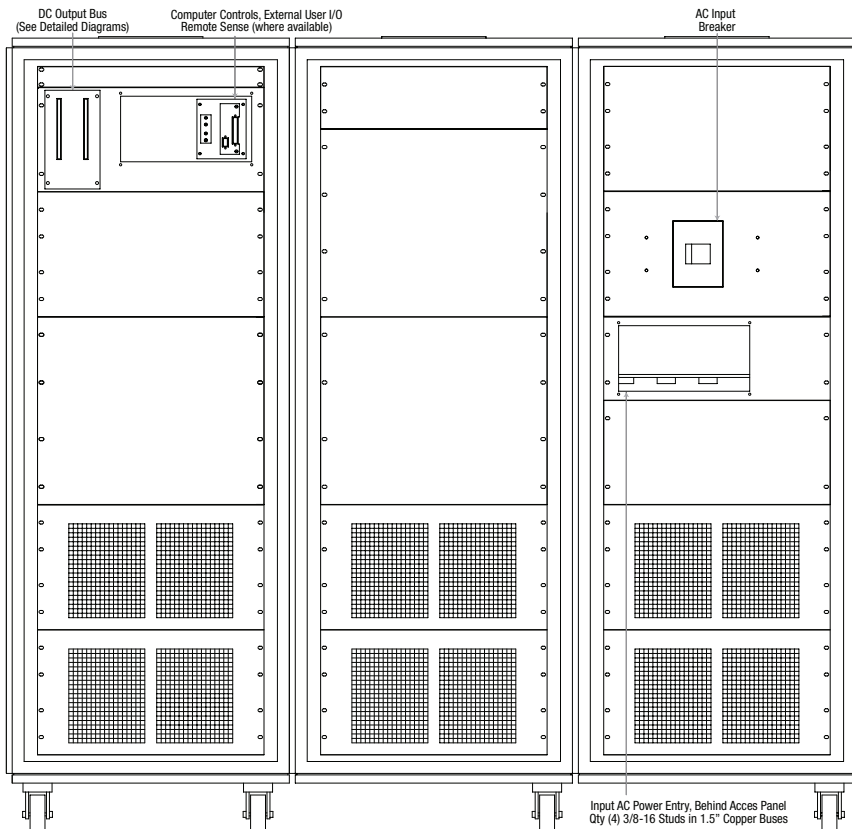 DC Output Bus
(See Detailed Diagrams)
Computer Controls, External User I/O
Remote Sense (where available)
AC Input
Breaker
Input AC Power Entry, Behind Acces Panel
Qty (4) 3/8-16 Studs in 1.5” Copper Buses